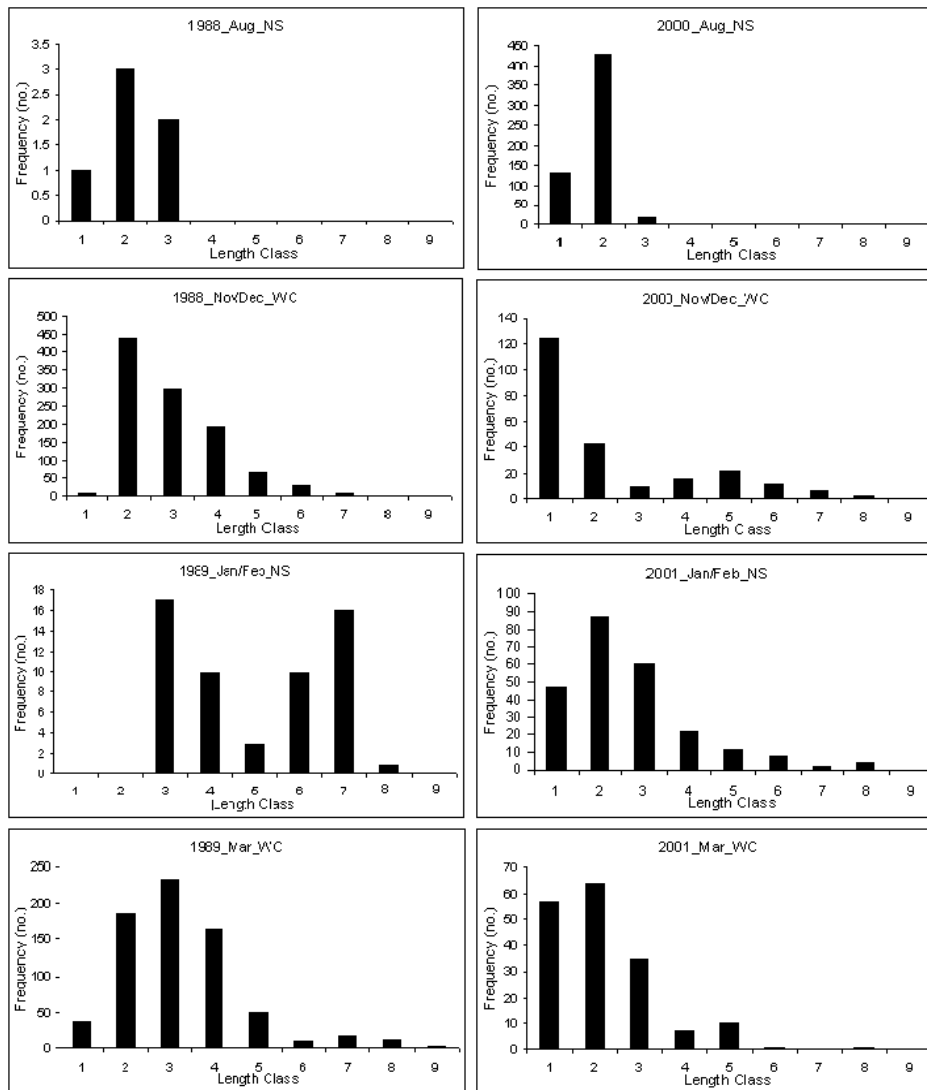 1988_Aug_NS
3.5
3
2.5
2
1.5
1
0.5
0
Frequency (no.)
1 2 3 4 5 6 7 8 9
Length Class
2000_Aug_NS
450
400
350
300
250
200
150
100
50
0
Frequency (no.)
1 2 3 4 5 6 7 8 9
Length Class
1988_Nov/Dec_WC
500
450
400
350
300
250
200
150
100
50
0
Frequency (no.)
1 2 3 4 5 6 7 8 9
Length Class
2000_Nov/Dec_WC
140
120
100
80
60
40
20
0
Frequency (no.)
1 2 3 4 5 6 7 8 9
Length Class
1989_Jan/Feb_NS
18
16
14
12
10
8
6
4
2
0
Frequency (no.)
1 2 3 4 5 6 7 8 9
Length Class
2001_Jan/Feb_NS
100
90
80
70
60
50
40
30
20
10
0
Frequency (no.)
1 2 3 4 5 6 7 8 9
Length Class
1989_Mar_WC
250
200
150
100
50
0
Frequency (no.)
1 2 3 4 5 6 7 8 9
Length Class
2001_Mar_WC
70
60
50
40
30
20
10
0
Frequency (no.)
1 2 3 4 5 6 7 8 9
Length Class